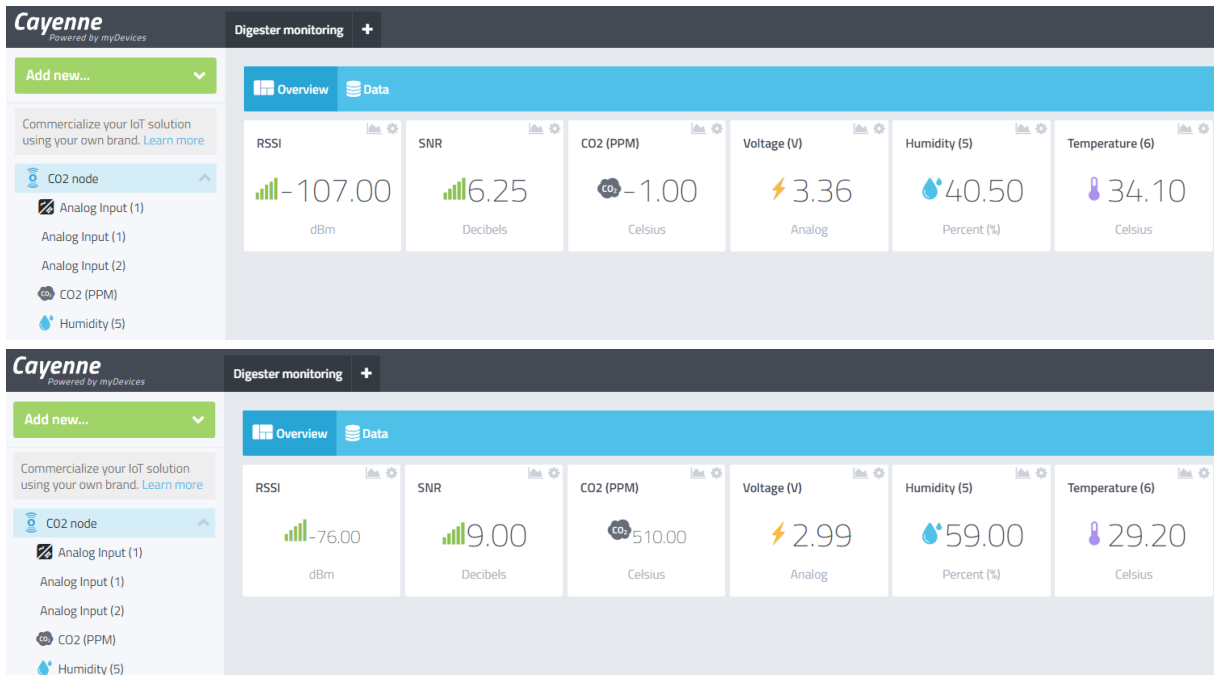 Cayenne
Powered by myDevices
Digester monitoring +
Add new...
Overview Data
Commercialize your IoT solution
using your own brand. Learn more
RSSI SNR CO2 (PPM) Voltage (V) Humidity (5) Temperature (6)
CO2 node
-107.00 6.25 CO₂ -1.00 3.36 40.50 34.10
Analog Input (1)
dBm Decibels Celsius Analog Percent (%) Celsius
Analog Input (1)
Analog Input (2)
CO₂ CO2 (PPM)
Humidity (5)
Cayenne
Powered by myDevices
Digester monitoring +
Add new...
Overview Data
Commercialize your IoT solution
using your own brand. Learn more
RSSI SNR CO2 (PPM) Voltage (V) Humidity (5) Temperature (6)
CO2 node
-76.00 9.00 CO₂ 510.00 2.99 59.00 29.20
Analog Input (1)
dBm Decibels Celsius Analog Percent (%) Celsius
Analog Input (1)
Analog Input (2)
CO₂ CO2 (PPM)
Humidity (5)